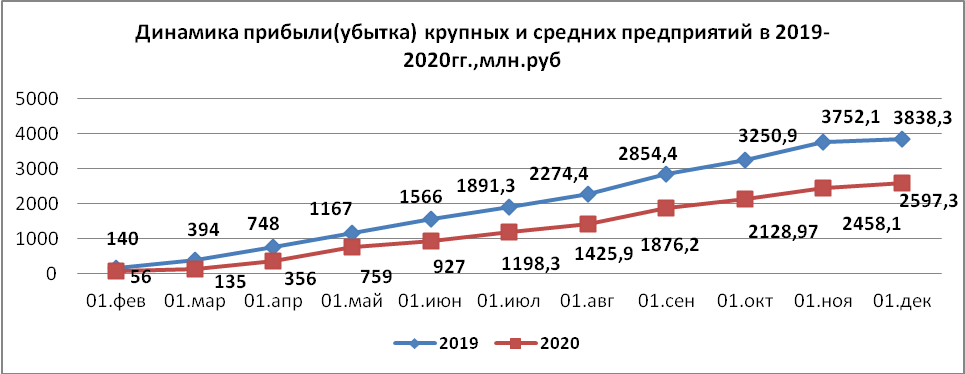 Динамика прибыли(убытка) крупных и средних предприятий в 2019-
2020гг.,млн.руб
5000
4000
3000
2000
1000
0
140 394 748 1167 1566 1891,3 2274,4 2854,4 3250,9 3752,1 3838,3
56 135 356 759 927 1198,3 1425,9 1876,2 2128,97 2458,1 2597,3
01.фев 01.мар 01.апр 01.май 01.июн 01.июл 01.авг 01.сен 01.окт 01.ноя 01.дек
2019 2020